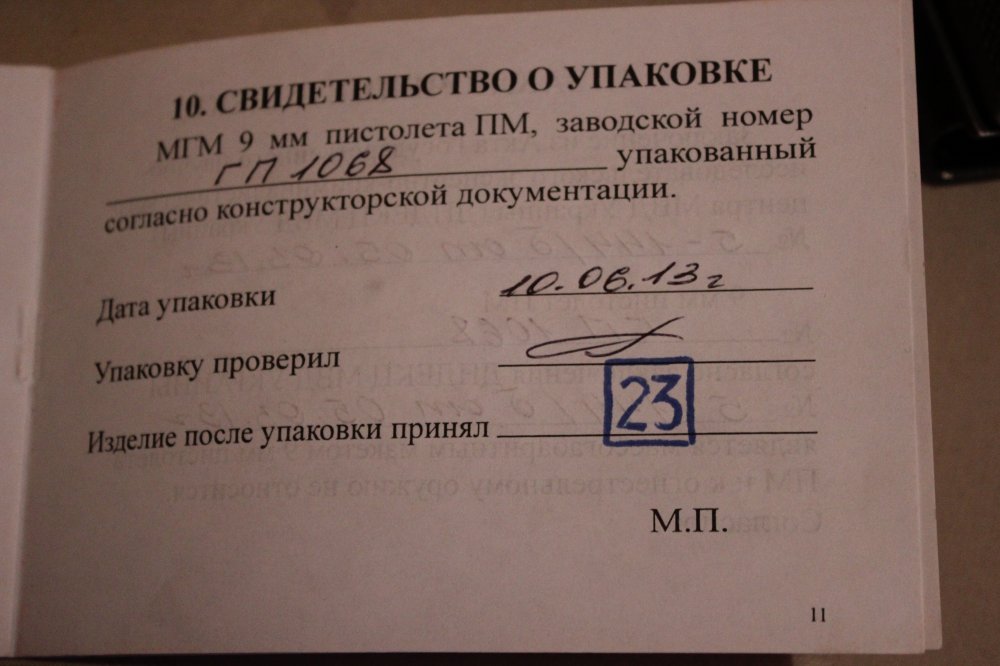 10. СВИДЕТЕЛЬСТВО О УПАКОВКЕ
МГМ 9 мм пистолета ПМ, заводской номер
ГП 1068 упакованный
согласно конструкторской документации.
Дата упаковки 10.06.13г
Упаковку проверил
Изделие после упаковки принял 23
М.П.
11